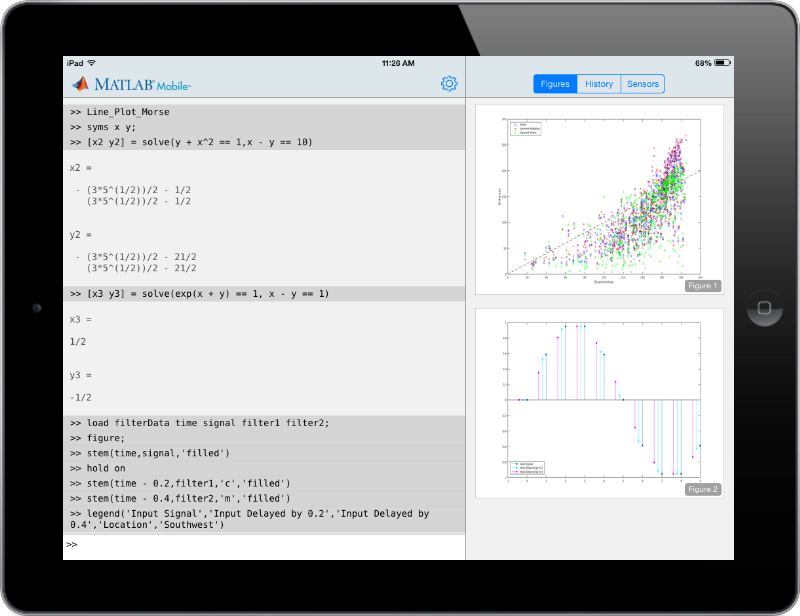 iPad
11:26 AM
68%
MATLAB Mobile
Figures
History
Sensors
>> Line_Plot_Morse
>> syms x y;
>> [x2 y2] = solve(y + x^2 == 1,x - y == 10)
x2 =
- (3*5^(1/2))/2 - 1/2
(3*5^(1/2))/2 - 1/2
y2 =
- (3*5^(1/2))/2 - 21/2
(3*5^(1/2))/2 - 21/2
>> [x3 y3] = solve(exp(x + y) == 1, x - y == 1)
x3 =
1/2
y3 =
-1/2
>> load filterData time signal filter1 filter2;
>> figure;
>> stem(time,signal,'filled')
>> hold on
>> stem(time - 0.2,filter1,'c','filled')
>> stem(time - 0.4,filter2,'m','filled')
>> legend('Input Signal','Input Delayed by 0.2','Input Delayed by
0.4','Location','Southwest')
>>
Figure 1
Figure 2